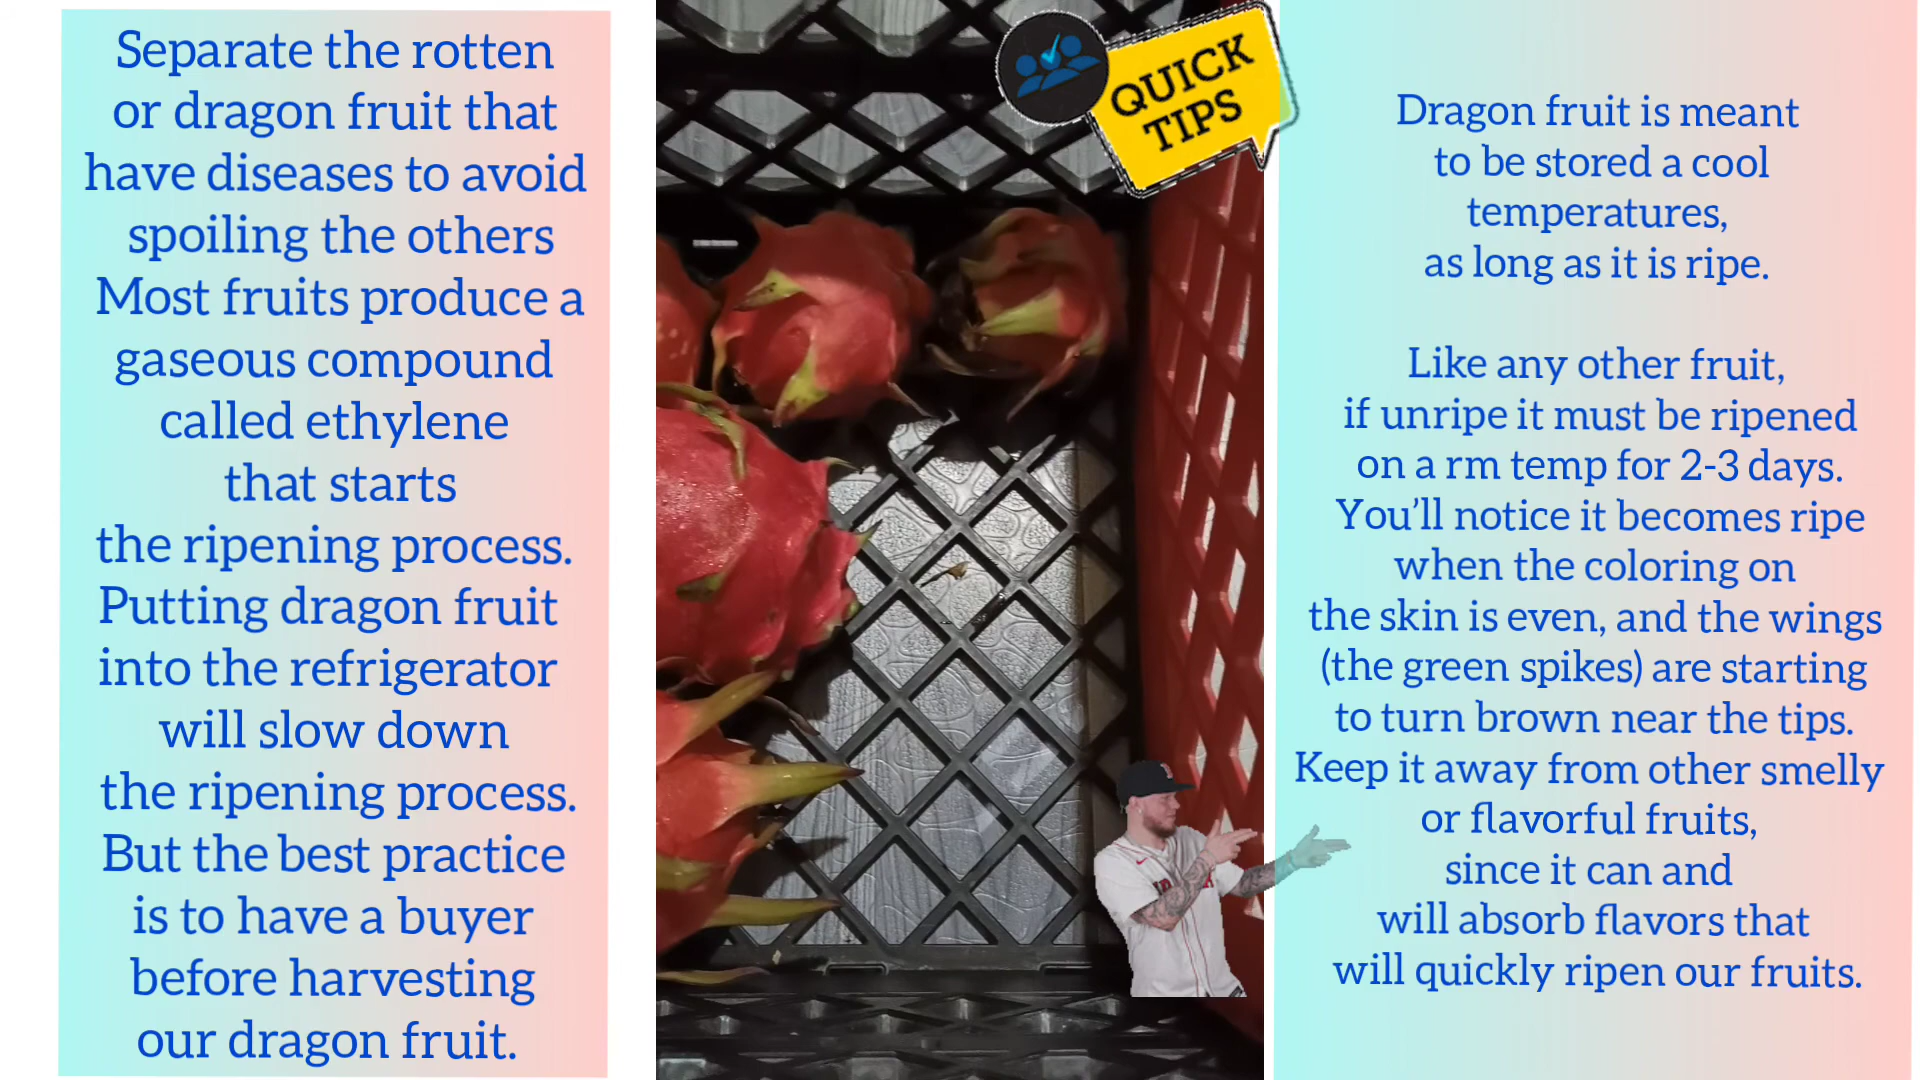 Separate the rotten
or dragon fruit that
have diseases to avoid
spoiling the others
Most fruits produce a
gaseous compound
called ethylene
that starts
the ripening process.
Putting dragon fruit
into the refrigerator
will slow down
the ripening process.
But the best practice
is to have a buyer
before harvesting
our dragon fruit.
QUICK
TIPS
Dragon fruit is meant
to be stored a cool
temperatures,
as long as it is ripe.
Like any other fruit,
if unripe it must be ripened
on a rm temp for 2-3 days.
You’ll notice it becomes ripe
when the coloring on
the skin is even, and the wings
(the green spikes) are starting
to turn brown near the tips.
Keep it away from other smelly
or flavorful fruits,
since it can and
will absorb flavors that
will quickly ripen our fruits.